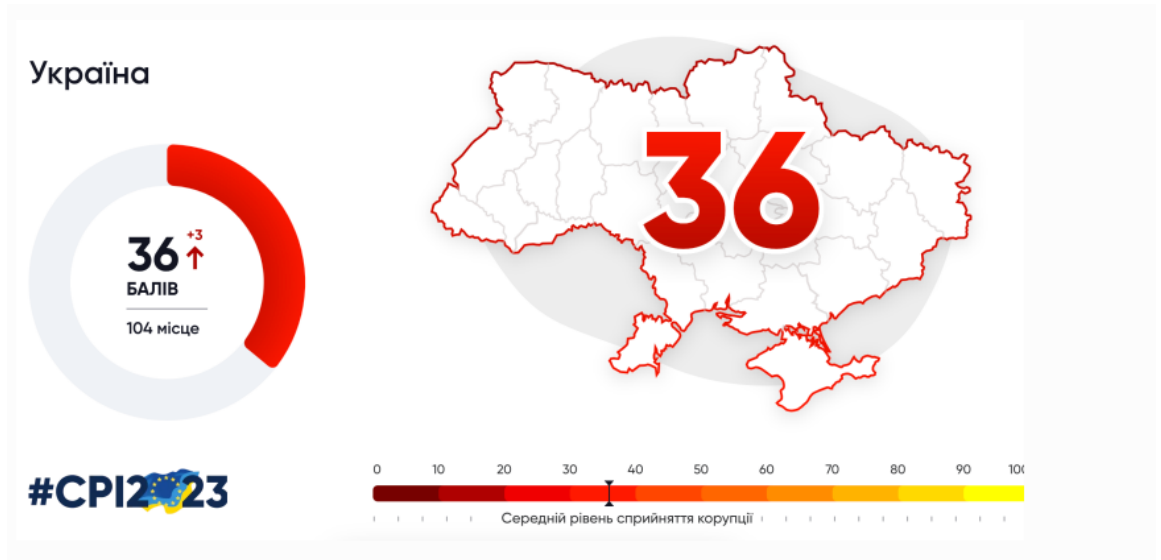 Україна
36
+3
БАЛІВ
104 місце
36
#CPI2023
0 10 20 30 40 50 60 70 80 90 100
Середній рівень сприйняття корупції